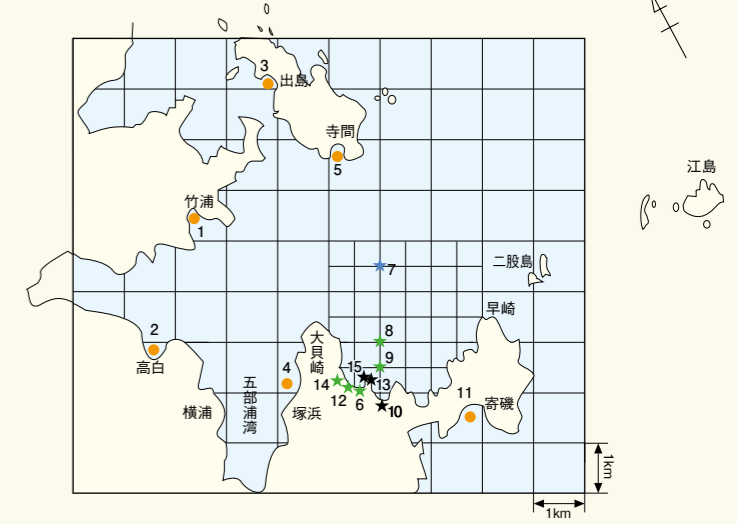 3
出島
寺間
5
江島
竹浦
1
7
二股島
早崎
2
高白
大貝崎
8
9
15
13
14
12
6
10
4
塚浜
五部浦湾
横浦
11
寄磯
1km
1km